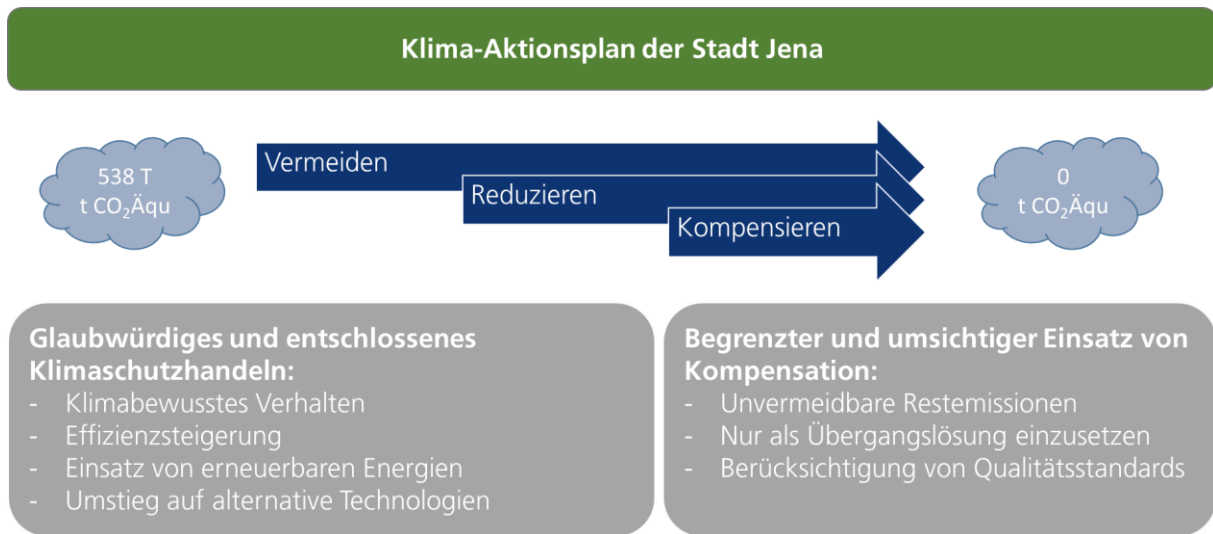 Klima-Aktionsplan der Stadt Jena
538 T
t CO₂Äqu
Vermeiden
Reduzieren
Kompensieren
0
t CO₂Äqu
Glaubwürdiges und entschlossenes
Klimaschutzhandeln:
- Klimabewusstes Verhalten
- Effizienzsteigerung
- Einsatz von erneuerbaren Energien
- Umstieg auf alternative Technologien
Begrenzter und umsichtiger Einsatz von
Kompensation:
- Unvermeidbare Restemissionen
- Nur als Übergangslösung einzusetzen
- Berücksichtigung von Qualitätsstandards